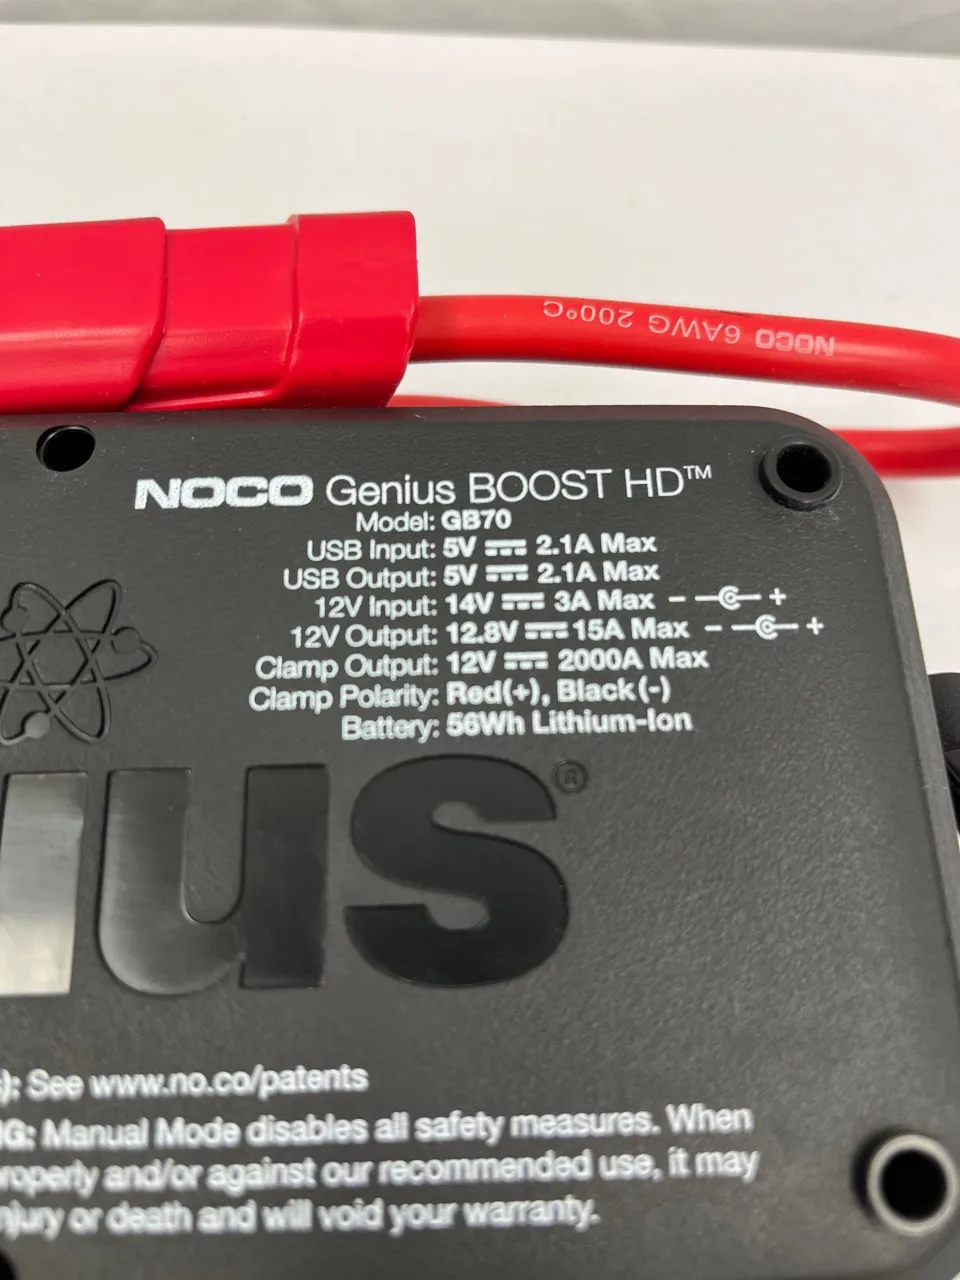 NOCO 6AWG 200°C
NOCO Genius BOOST HD™
Model: GB70
USB Input: 5V ⎓ 2.1A Max
USB Output: 5V ⎓ 2.1A Max
12V Input: 14V ⎓ 3A Max - +
12V Output: 12.8V ⎓ 15A Max - +
Clamp Output: 12V ⎓ 2000A Max
Clamp Polarity: Red(+), Black(-)
Battery: 56Wh Lithium-Ion
us®
See www.no.co/patents
Manual Mode disables all safety measures. When
and/or against our recommended use, it may
or death and will void your warranty.